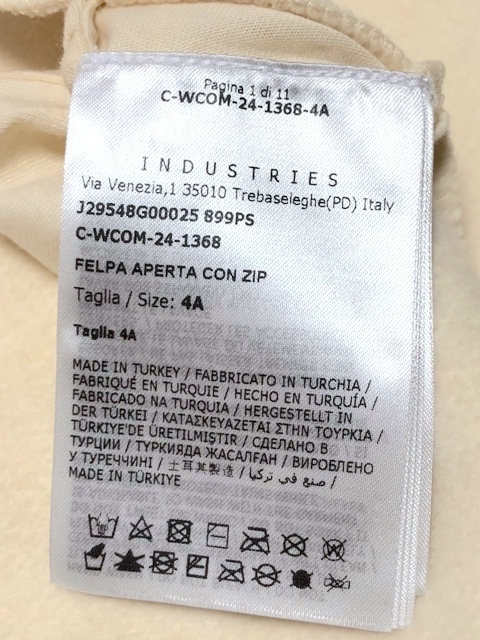 Pagina 1 di 11
C-WCOM-24-1368-4A
INDUSTRIES
Via Venezia,1 35010 Trebaseleghe(PD) Italy
J29548G00025 899PS
C-WCOM-24-1368
FELPA APERTA CON ZIP
Taglia / Size: 4A
Taglia 4A
MADE IN TURKEY / FABBRICATO IN TURCHIA /
FABRIQUÉ EN TURQUIE / HECHO EN TURQUÍA /
FABRICADO NA TURQUIA / HERGESTELLT IN
DER TÜRKEI / ΚΑΤΑΣΚΕΥΑΖΕΤΑΙ ΣΤΗΝ ΤΟΥΡΚΙΑ /
TÜRKİYE'DE ÜRETİLMİŞTİR / СДЕЛАНО В
ТУРЦИИ / ТҮРКИЯДА ЖАСАЛҒАН / ВИРОБЛЕНО
У ТУРЕЧЧИНІ / 土耳其製造 / صنع في تركيا /
MADE IN TÜRKİYE